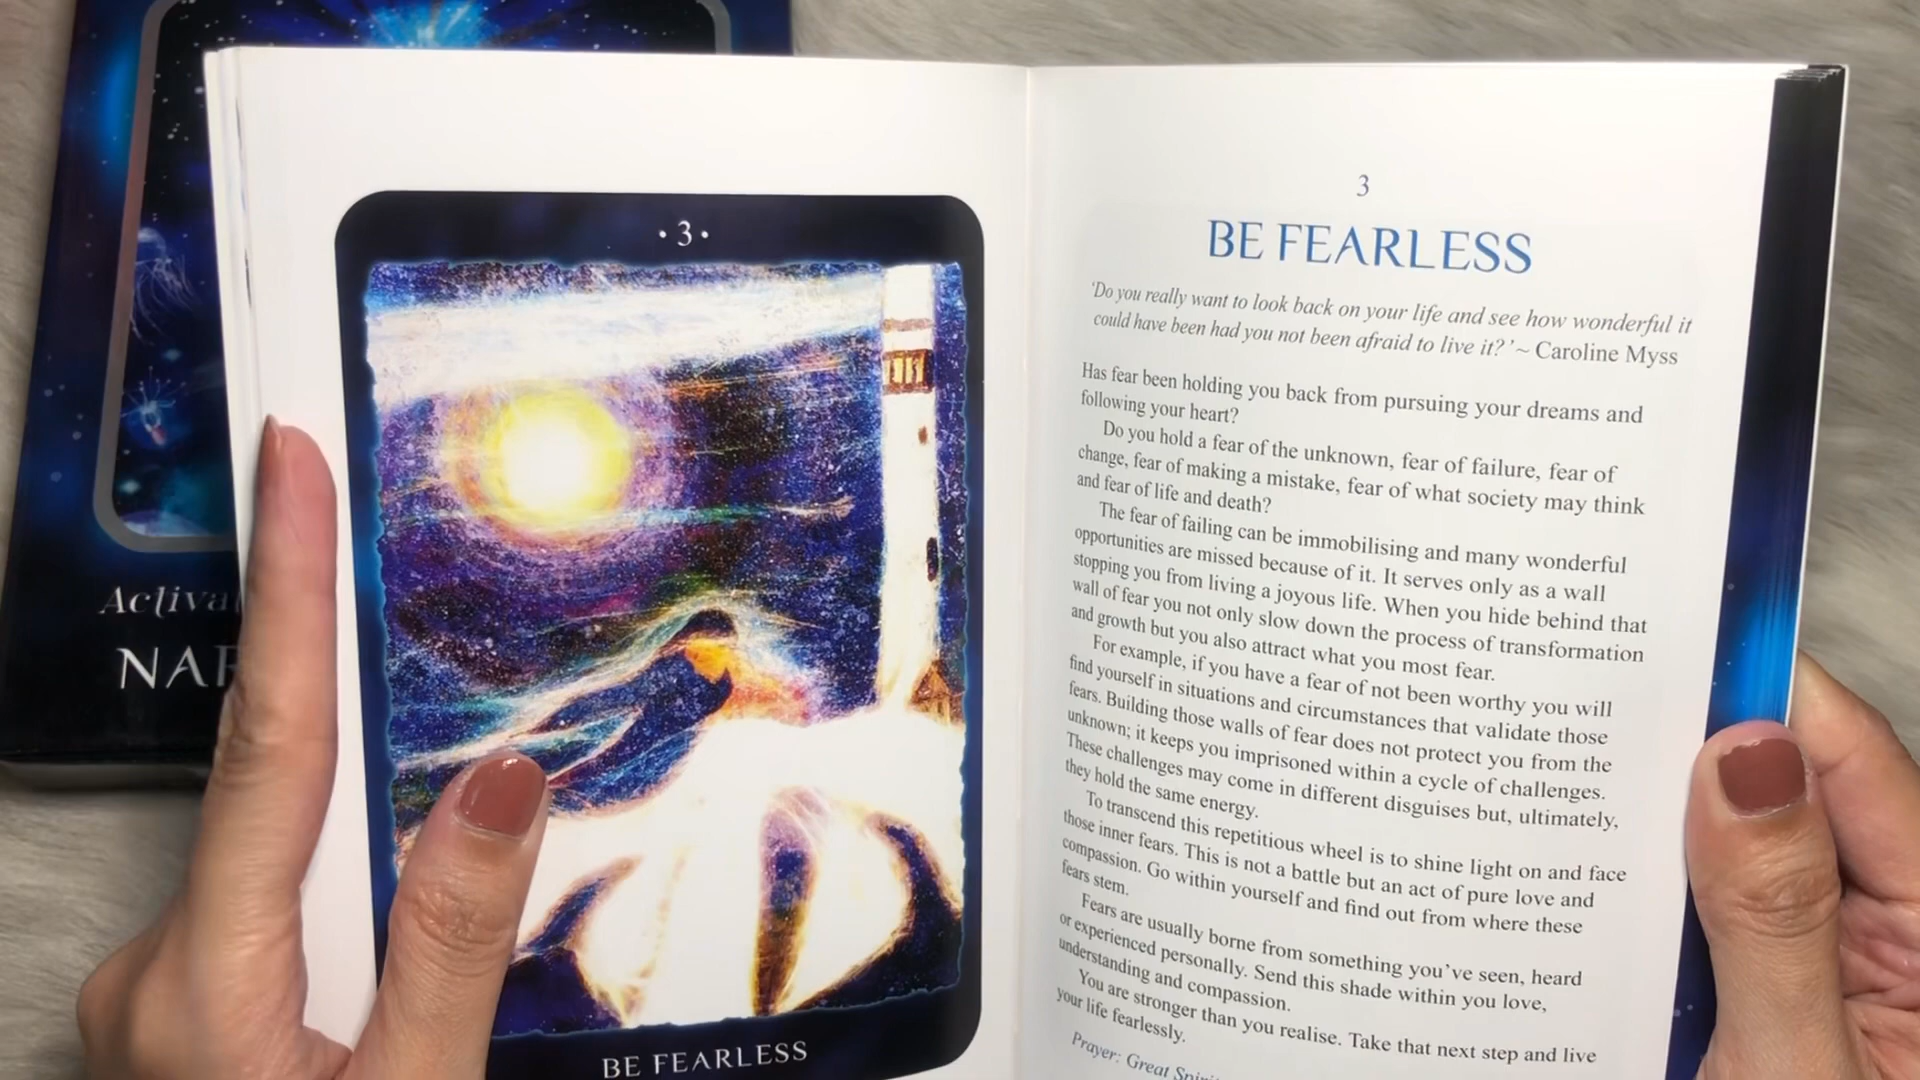 • 3 •
BE FEARLESS
3
BE FEARLESS
'Do you really want to look back on your life and see how wonderful it
could have been had you not been afraid to live it?' ~ Caroline Myss
Has fear been holding you back from pursuing your dreams and
following your heart?
Do you hold a fear of the unknown, fear of failure, fear of
change, fear of making a mistake, fear of what society may think
and fear of life and death?
The fear of failing can be immobilising and many wonderful
opportunities are missed because of it. It serves only as a wall
stopping you from living a joyous life. When you hide behind that
wall of fear you not only slow down the process of transformation
and growth but you also attract what you most fear.
For example, if you have a fear of not been worthy you will
find yourself in situations and circumstances that validate those
fears. Building those walls of fear does not protect you from the
unknown; it keeps you imprisoned within a cycle of challenges.
These challenges may come in different disguises but, ultimately,
they hold the same energy.
To transcend this repetitious wheel is to shine light on and face
those inner fears. This is not a battle but an act of pure love and
compassion. Go within yourself and find out from where these
fears stem.
Fears are usually borne from something you've seen, heard
or experienced personally. Send this shade within you love,
understanding and compassion.
You are stronger than you realise. Take that next step and live
your life fearlessly.
Prayer: Great